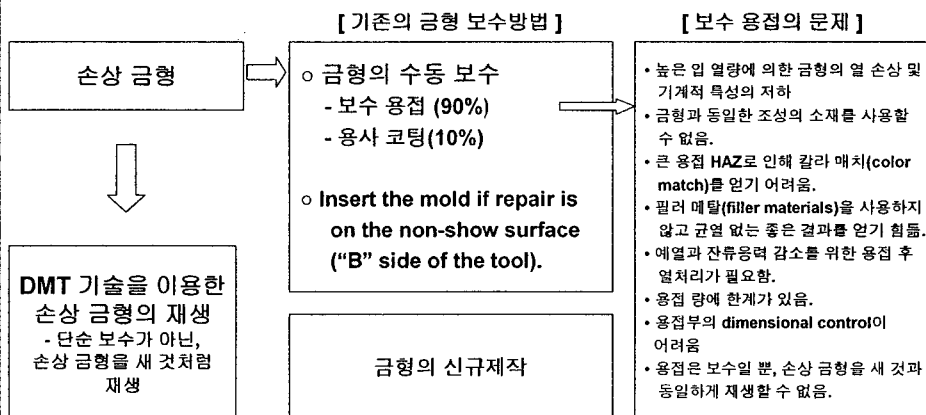 [ 기존의 금형 보수방법 ]
[ 보수 용접의 문제 ]
손상 금형
DMT 기술을 이용한
손상 금형의 재생
- 단순 보수가 아닌,
손상 금형을 새 것처럼
재생
○ 금형의 수동 보수
- 보수 용접 (90%)
- 용사 코팅(10%)
○ Insert the mold if repair is
on the non-show surface
("B" side of the tool).
금형의 신규제작
• 높은 입 열량에 의한 금형의 열 손상 및
기계적 특성의 저하
• 금형과 동일한 조성의 소재를 사용할
수 없음.
• 큰 용접 HAZ로 인해 칼라 매치(color
match)를 얻기 어려움.
• 필러 메탈(filler materials)을 사용하지
않고 균열 없는 좋은 결과를 얻기 힘듦.
• 예열과 잔류응력 감소를 위한 용접 후
열처리가 필요함.
• 용접 량에 한계가 있음.
• 용접부의 dimensional control이
어려움
• 용접은 보수일 뿐, 손상 금형을 새 것과
동일하게 재생할 수 없음.